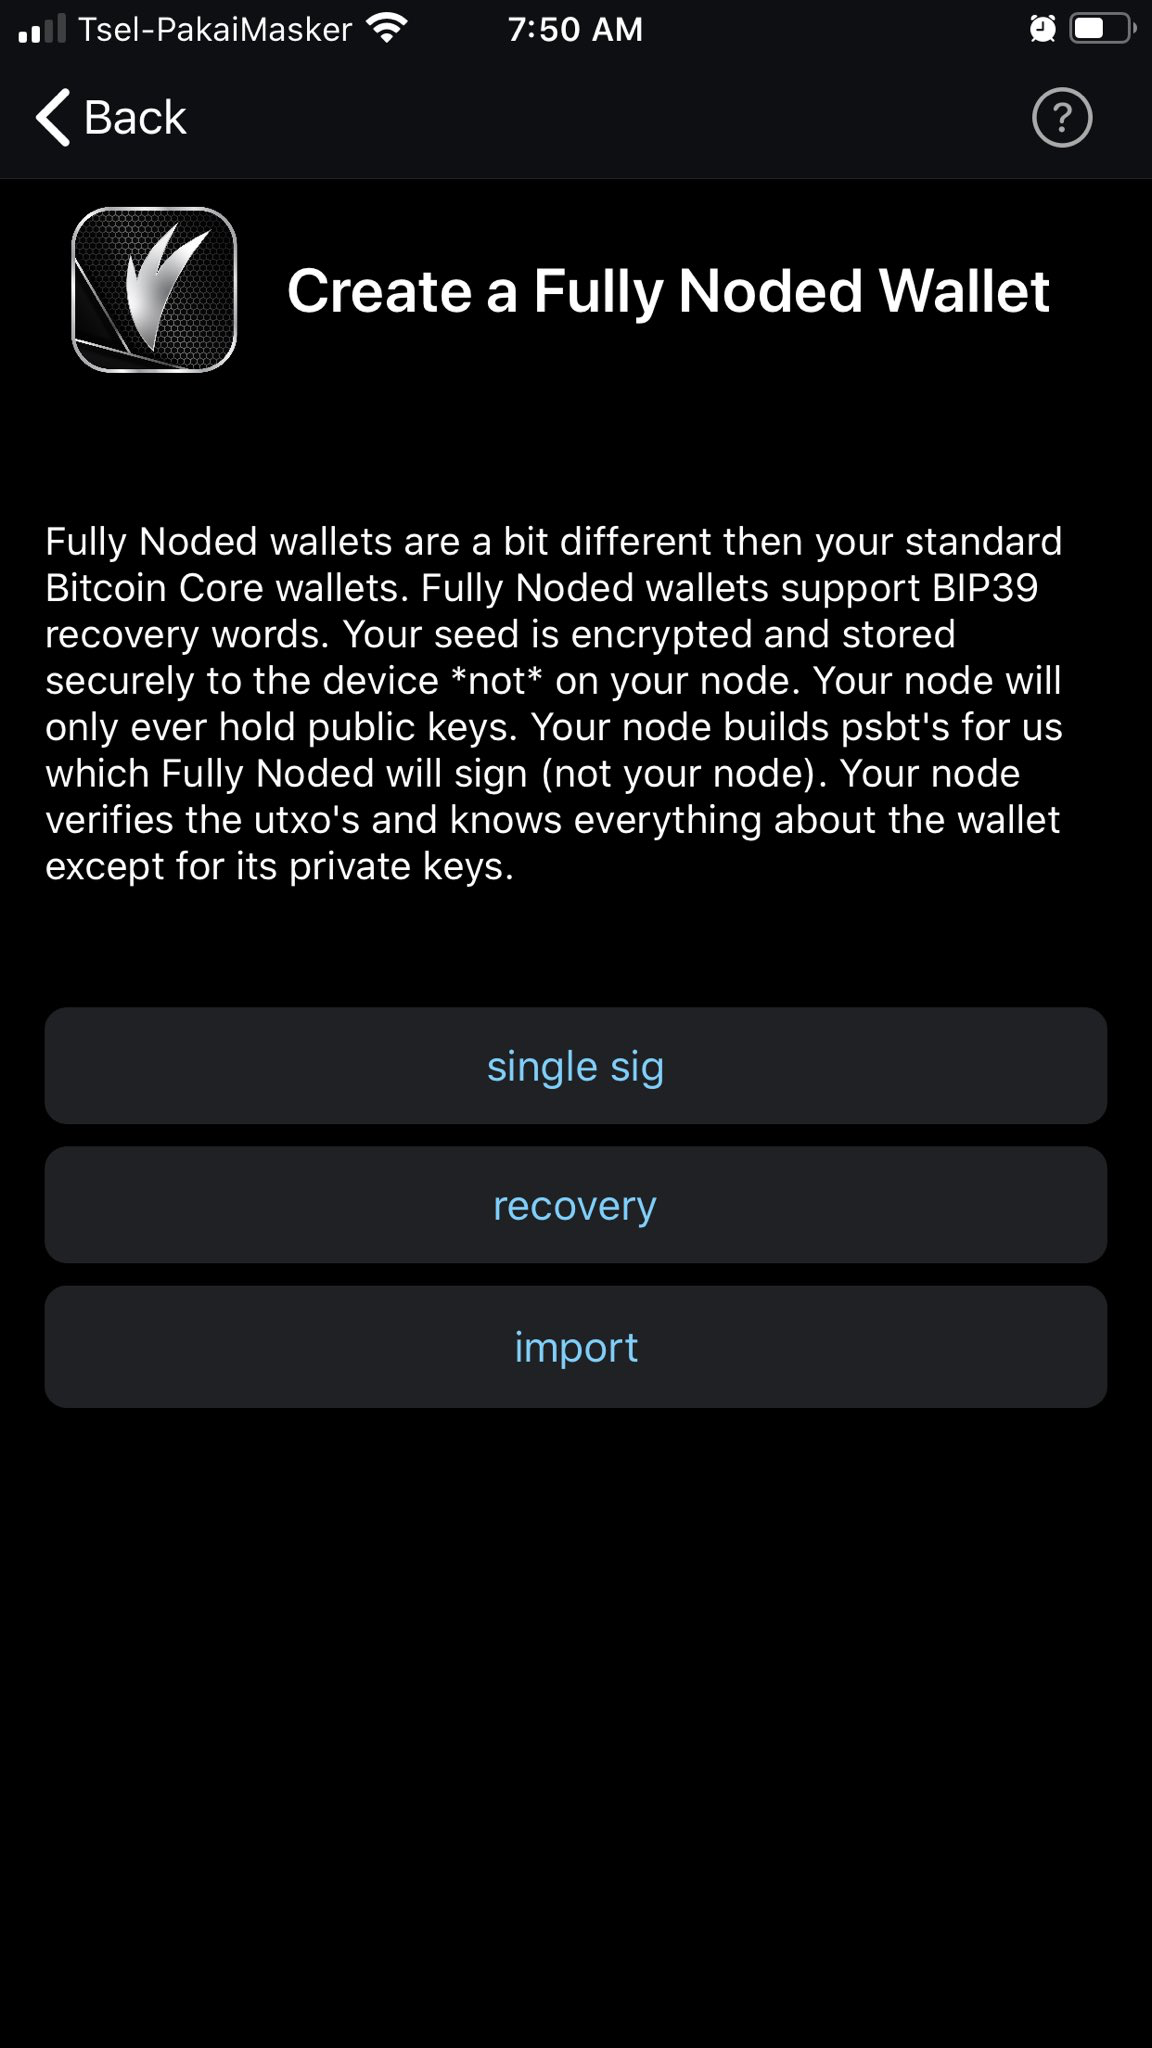 Tsel-PakaiMasker
7:50 AM
Back
?
Create a Fully Noded Wallet
Fully Noded wallets are a bit different then your standard
Bitcoin Core wallets. Fully Noded wallets support BIP39
recovery words. Your seed is encrypted and stored
securely to the device *not* on your node. Your node will
only ever hold public keys. Your node builds psbt's for us
which Fully Noded will sign (not your node). Your node
verifies the utxo's and knows everything about the wallet
except for its private keys.
single sig
recovery
import